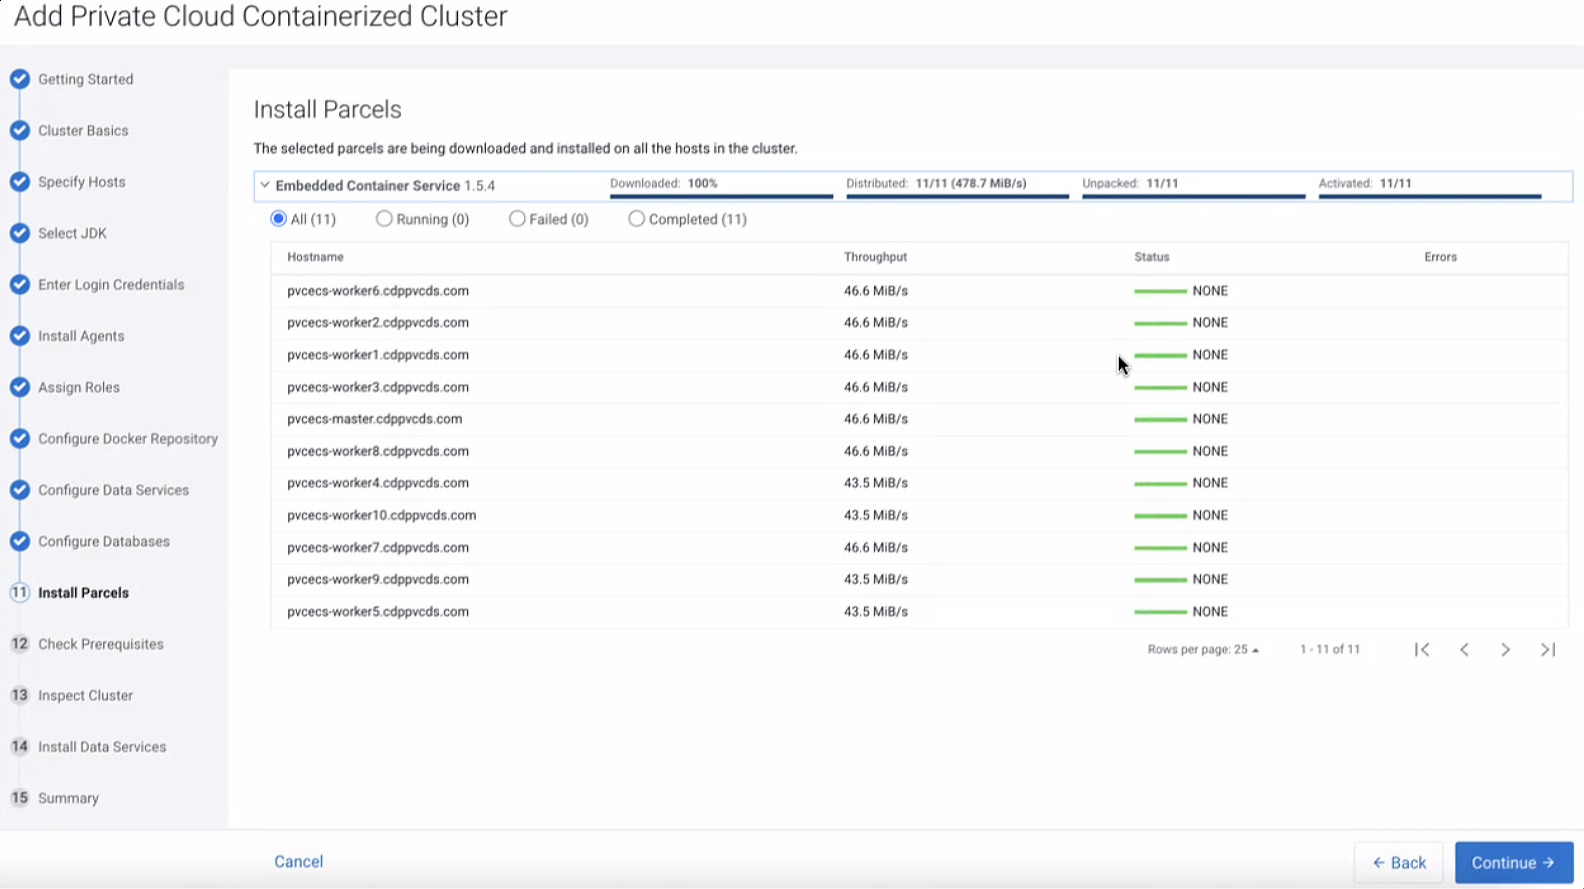 Add Private Cloud Containerized Cluster
Getting Started
Cluster Basics
Specify Hosts
Select JDK
Enter Login Credentials
Install Agents
Assign Roles
Configure Docker Repository
Configure Data Services
Configure Databases
11 Install Parcels
12 Check Prerequisites
13 Inspect Cluster
14 Install Data Services
15 Summary
Install Parcels
The selected parcels are being downloaded and installed on all the hosts in the cluster.
Embedded Container Service 1.5.4 Downloaded: 100% Distributed: 11/11 (478.7 MiB/s) Unpacked: 11/11 Activated: 11/11
All (11) Running (0) Failed (0) Completed (11)
Hostname Throughput Status Errors
pvcecs-worker6.cdppvcds.com 46.6 MiB/s NONE
pvcecs-worker2.cdppvcds.com 46.6 MiB/s NONE
pvcecs-worker1.cdppvcds.com 46.6 MiB/s NONE
pvcecs-worker3.cdppvcds.com 46.6 MiB/s NONE
pvcecs-master.cdppvcds.com 46.6 MiB/s NONE
pvcecs-worker8.cdppvcds.com 46.6 MiB/s NONE
pvcecs-worker4.cdppvcds.com 43.5 MiB/s NONE
pvcecs-worker10.cdppvcds.com 43.5 MiB/s NONE
pvcecs-worker7.cdppvcds.com 46.6 MiB/s NONE
pvcecs-worker9.cdppvcds.com 43.5 MiB/s NONE
pvcecs-worker5.cdppvcds.com 43.5 MiB/s NONE
Rows per page: 25 1 - 11 of 11
Cancel ← Back Continue →